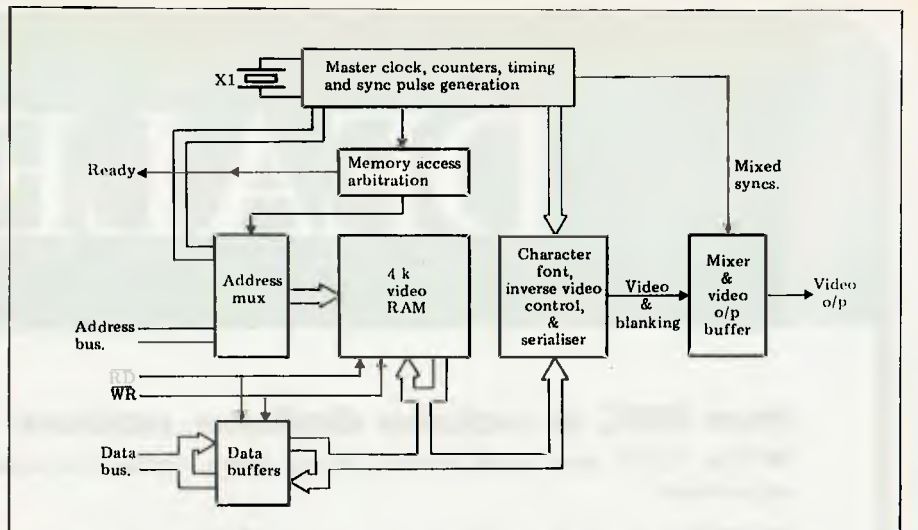 Master clock, counters, timing
and sync pulse generation
X1
Ready
Memory access
arbitration
Mixed
syncs.
Address
mux
4 k
video
RAM
Character
font,
inverse video
control,
&
serialiser
Video
&
blanking
Mixer
&
video
o/p
buffer
Video
o/p
Address
bus.
RD
WR
Data
bus.
Data
buffers